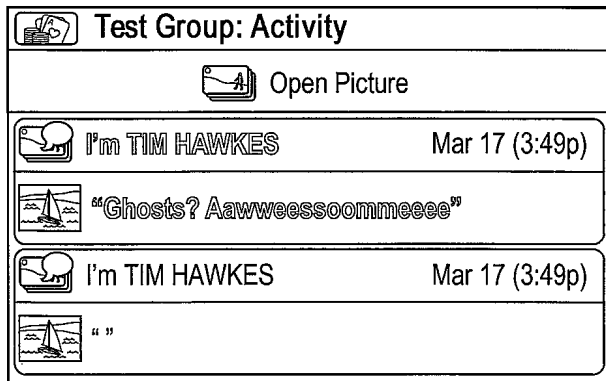 Test Group: Activity
Open Picture
I'm TIM HAWKES Mar 17 (3:49p)
“Ghosts? Aawweessoommeeee”
I'm TIM HAWKES Mar 17 (3:49p)
“ ”